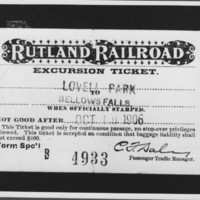 RUTLAND RAILROAD.
EXCURSION TICKET.
LOVELL PARK
TO
BELLOWS FALLS.
WHEN OFFICIALLY STAMPED.
NOT GOOD AFTER OCT 1906
This Ticket is good only for continuous passage, no stop-over privileges
allowed. This ticket is accepted on condition that baggage liability shall
not exceed $100.
Form Spc'l
4933
Passenger Traffic Manager.